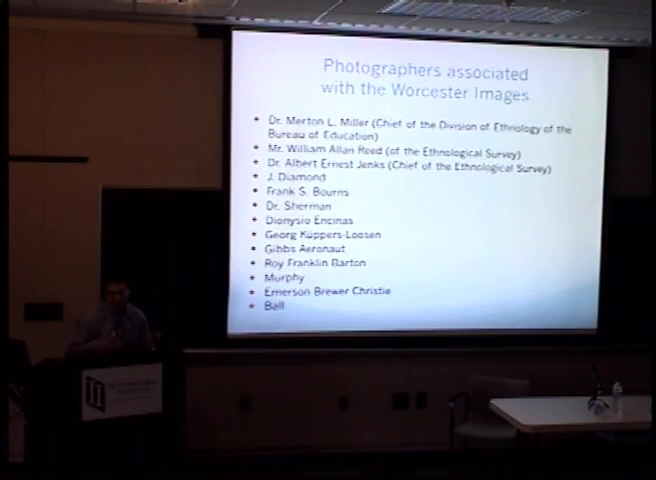 Photographers associated
with the Worcester Images
• Dr. Merton L. Miller (Chief of the Division of Ethnology of the
Bureau of Education)
• Mr. William Allan Reed (of the Ethnological Survey)
• Dr. Albert Ernest Jenks (Chief of the Ethnological Survey)
• J. Diamond
• Frank S. Bourns
• Dr. Sherman
• Dionysio Encinas
• Georg Küppers-Loosen
• Gibbs Aeronaut
• Roy Franklin Barton
• Murphy
• Emerson Brewer Christie
• Ball